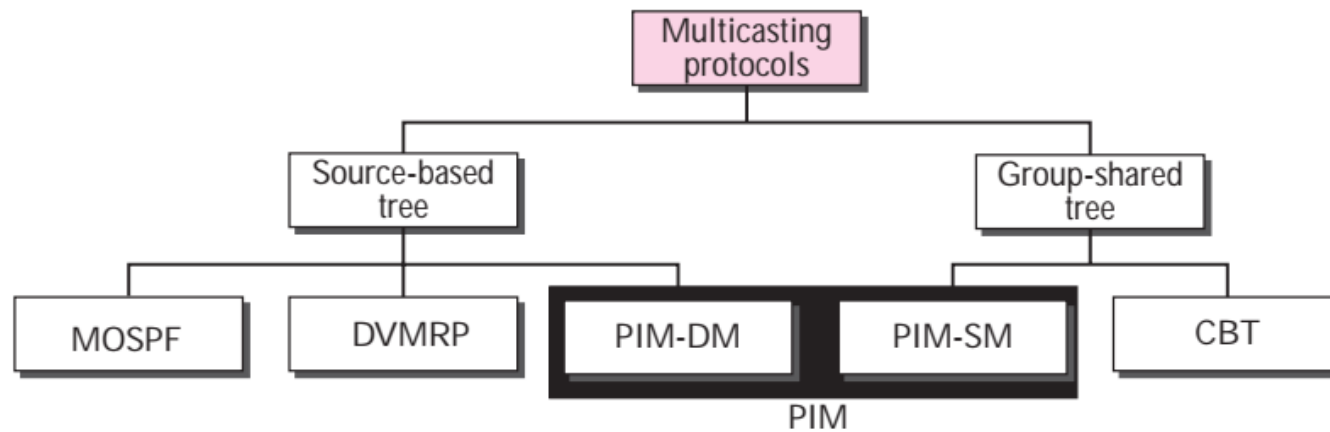 Multicasting
protocols
Source-based
tree
Group-shared
tree
MOSPF
DVMRP
PIM-DM
PIM-SM
CBT
PIM